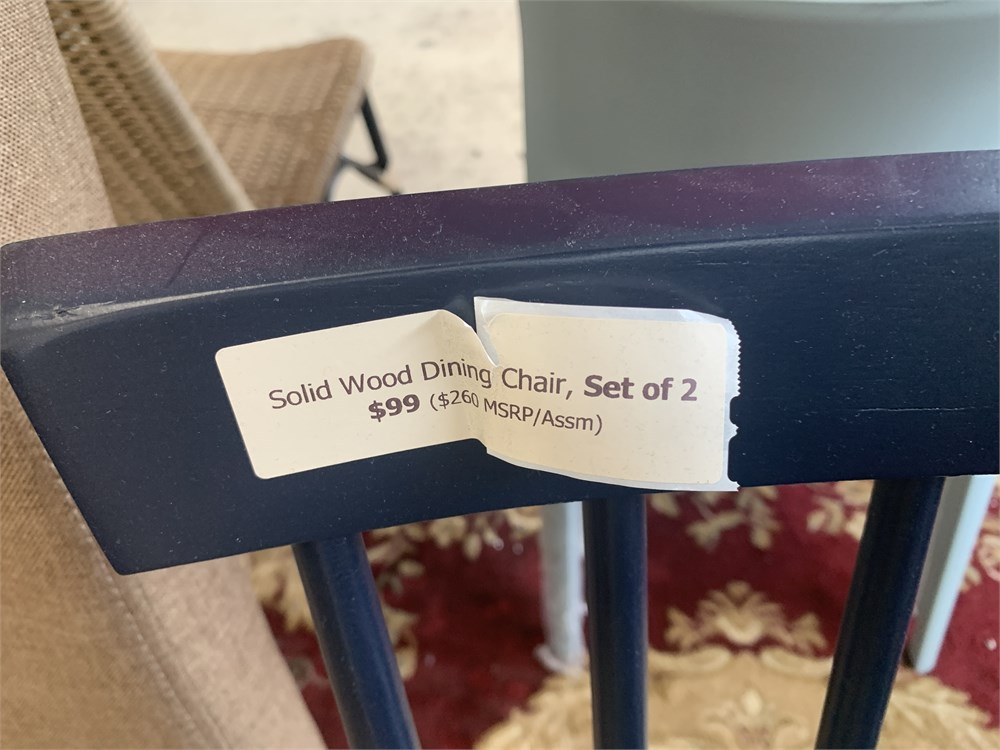 Solid Wood Dining Chair, Set of 2
$99 ($260 MSRP/Assm)